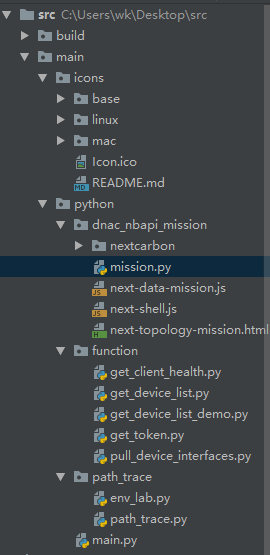 src C:\Users\wk\Desktop\src
build
main
icons
base
linux
mac
Icon.ico
README.md
python
dnac_nbapi_mission
nextcarbon
mission.py
next-data-mission.js
next-shell.js
next-topology-mission.html
function
get_client_health.py
get_device_list.py
get_device_list_demo.py
get_token.py
pull_device_interfaces.py
path_trace
env_lab.py
path_trace.py
main.py